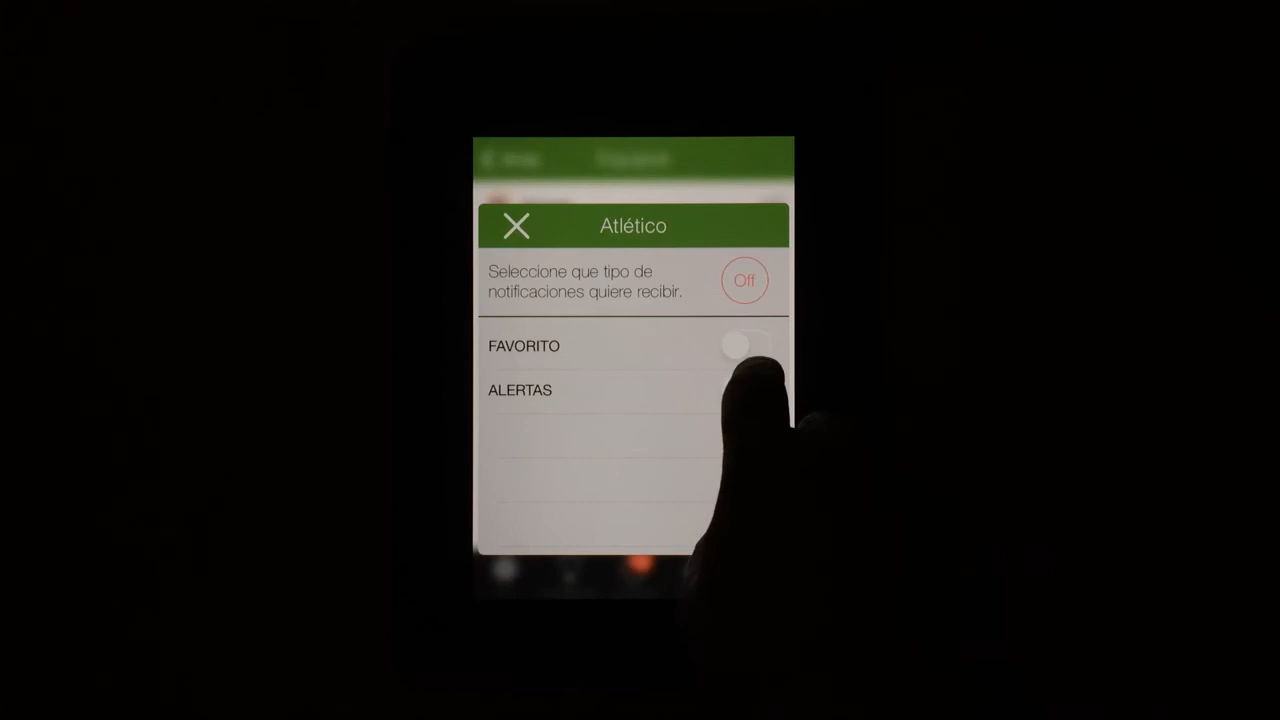 Atlético
Seleccione que tipo de
notificaciones quiere recibir.
Off
FAVORITO
ALERTAS